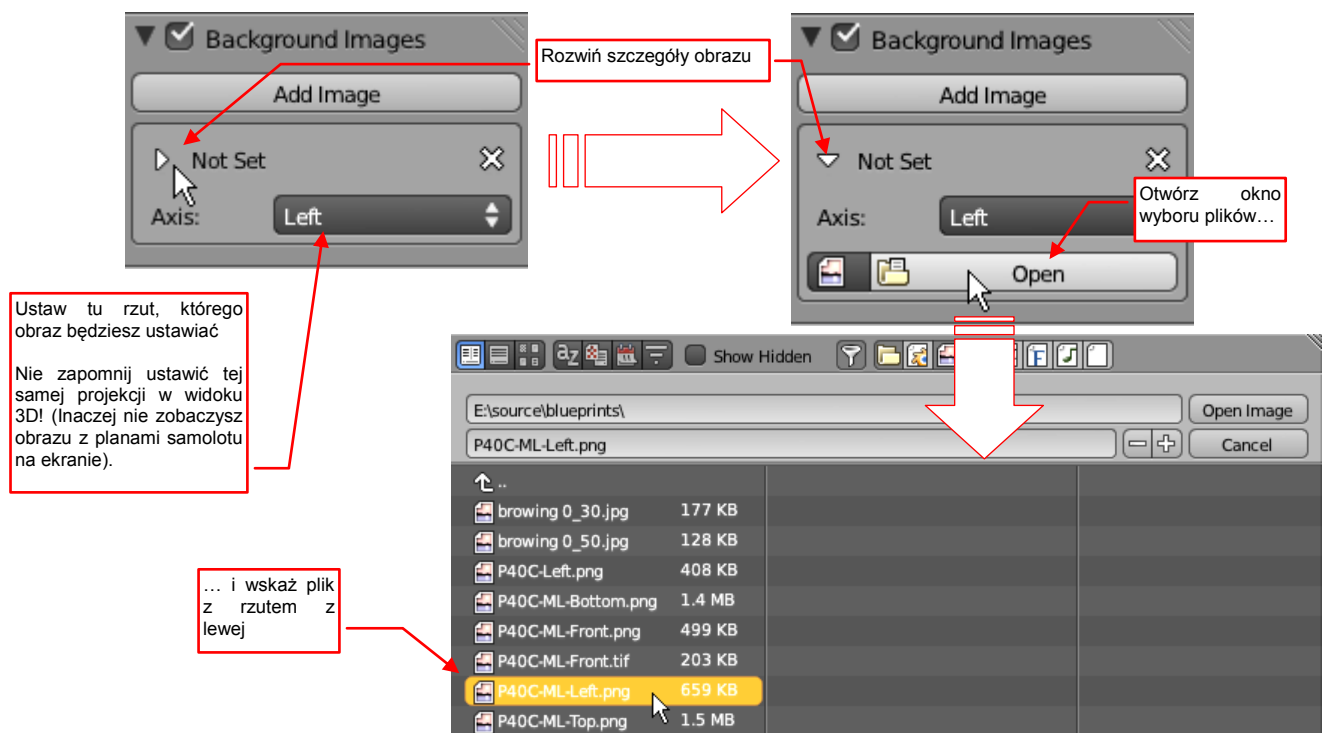 Background Images
Add Image
Not Set
Axis:
Left
Rozwiń szczegóły obrazu
Background Images
Add Image
Not Set
Axis:
Left
Open
Otwórz okno
wyboru plików…
Ustaw tu rzut, którego
obraz będziesz ustawiać
Nie zapomnij ustawić tej
samej projekcji w widoku
3D! (Inaczej nie zobaczysz
obrazu z planami samolotu
na ekranie).
Show Hidden
E:\source\blueprints\
Open Image
P40C-ML-Left.png
Cancel
..
browing 0_30.jpg 177 KB
browing 0_50.jpg 128 KB
P40C-Left.png 408 KB
P40C-ML-Bottom.png 1.4 MB
P40C-ML-Front.png 499 KB
P40C-ML-Front.tif 203 KB
P40C-ML-Left.png 659 KB
P40C-ML-Top.png 1.5 MB
… i wskaż plik
z rzutem z
lewej